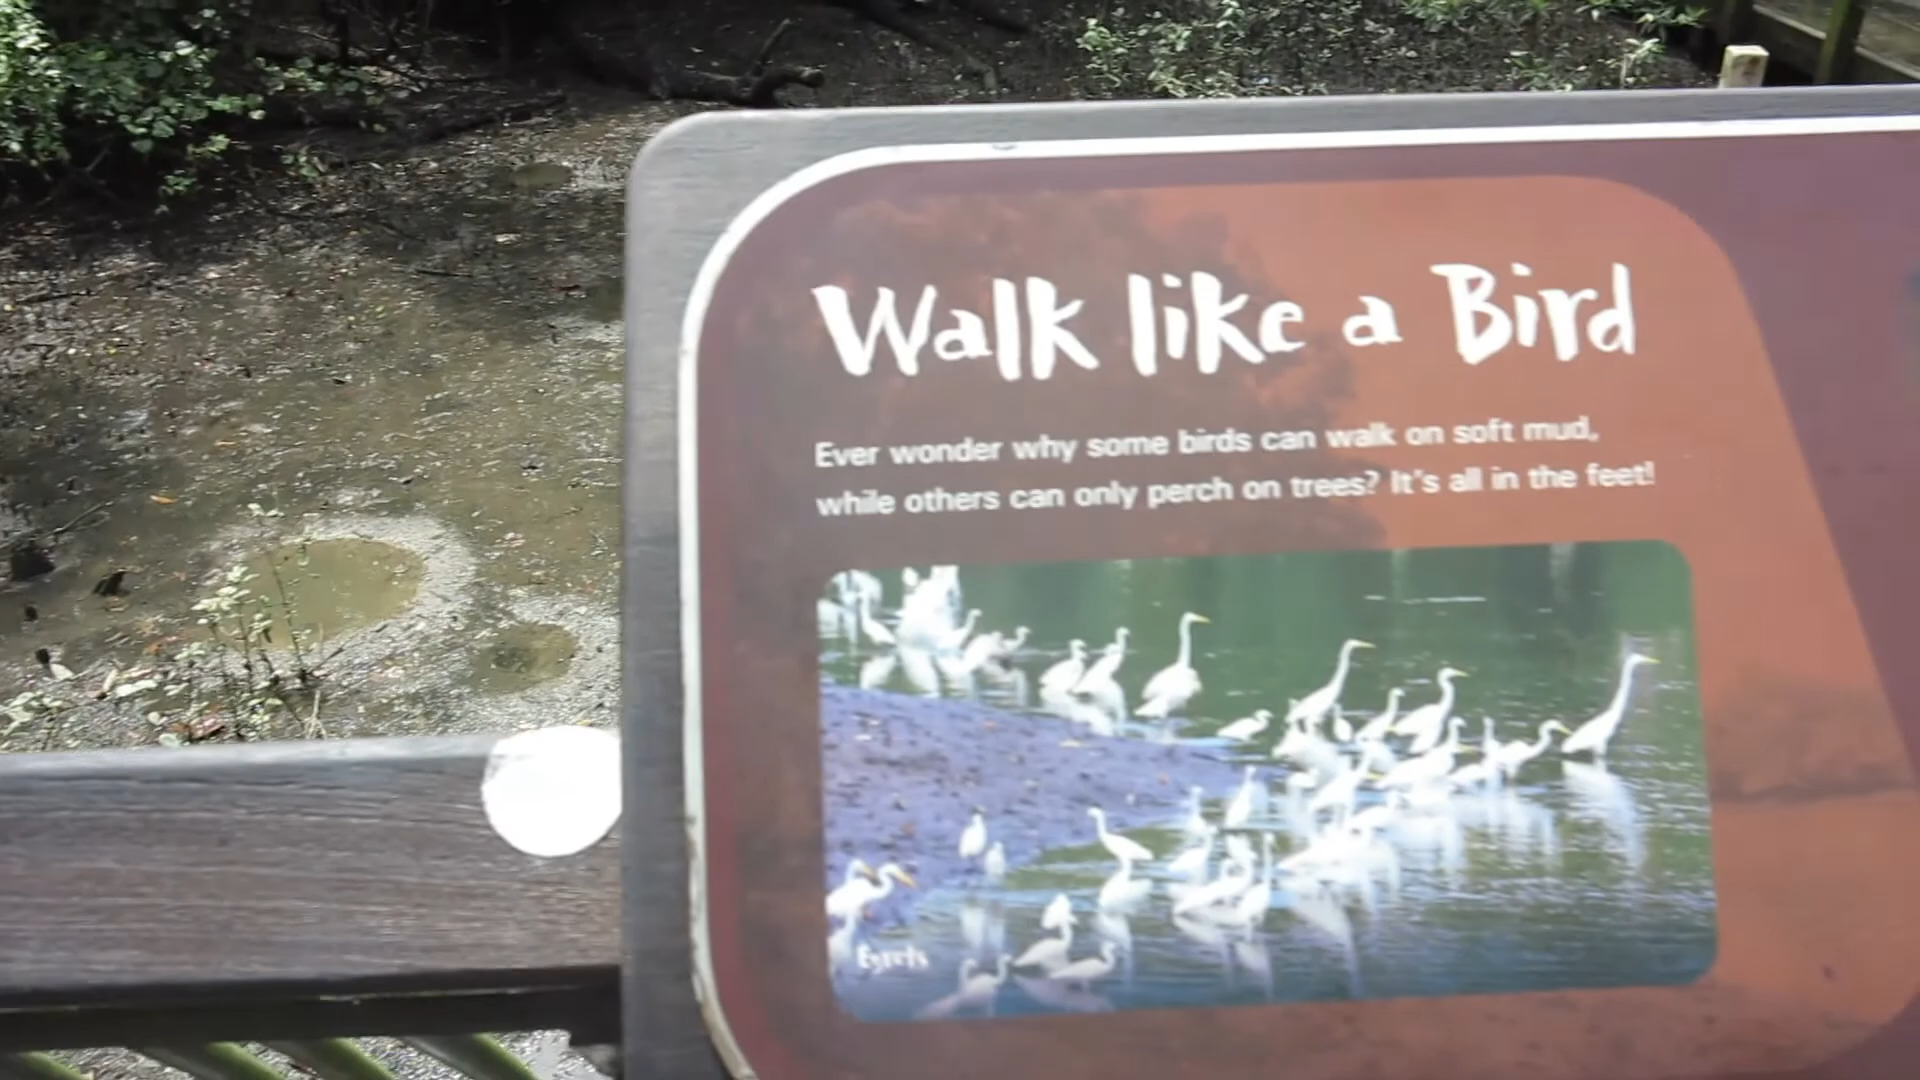 Walk like a Bird
Ever wonder why some birds can walk on soft mud,
while others can only perch on trees? It's all in the feet!
Egrets